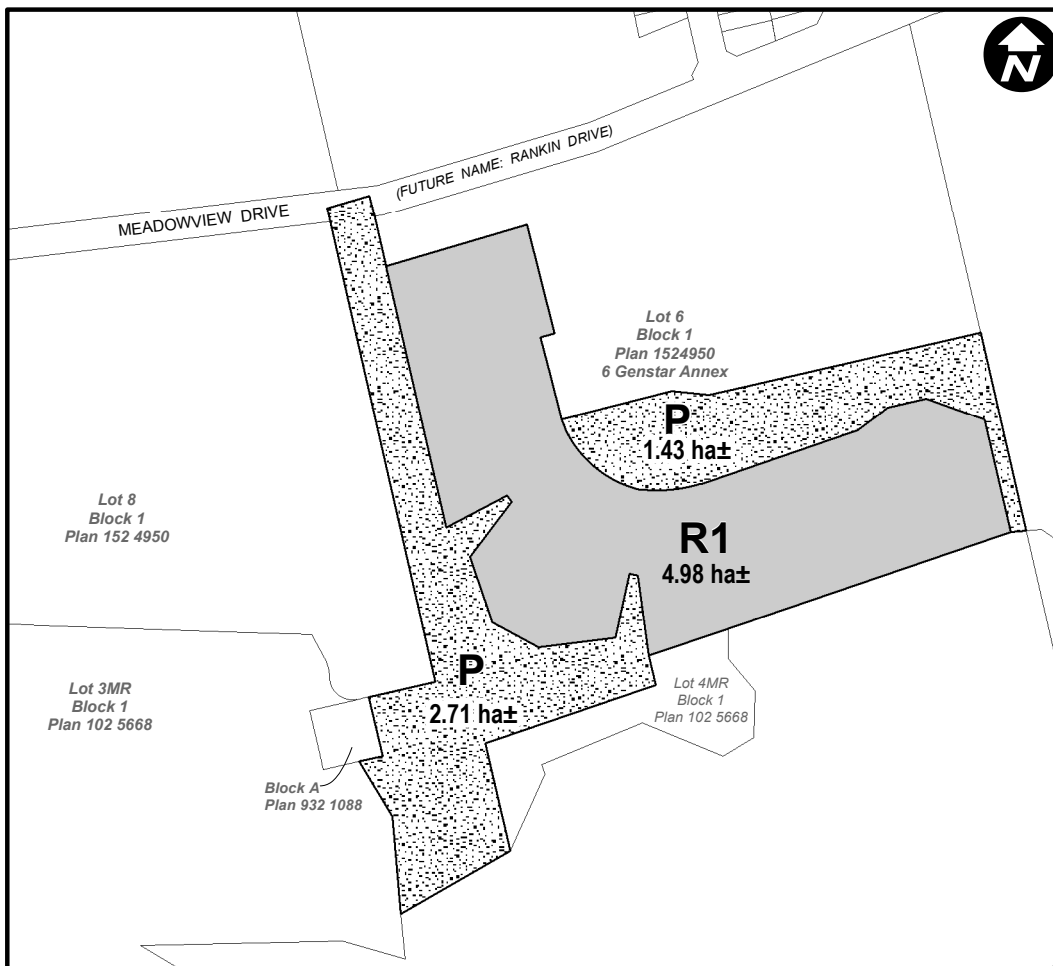 N
(FUTURE NAME: RANKIN DRIVE)
MEADOWVIEW DRIVE
Lot 6
Block 1
Plan 1524950
6 Genstar Annex
P
1.43 ha±
Lot 8
Block 1
Plan 152 4950
R1
4.98 ha±
P
2.71 ha±
Lot 3MR
Block 1
Plan 102 5668
Lot 4MR
Block 1
Plan 102 5668
Block A
Plan 932 1088